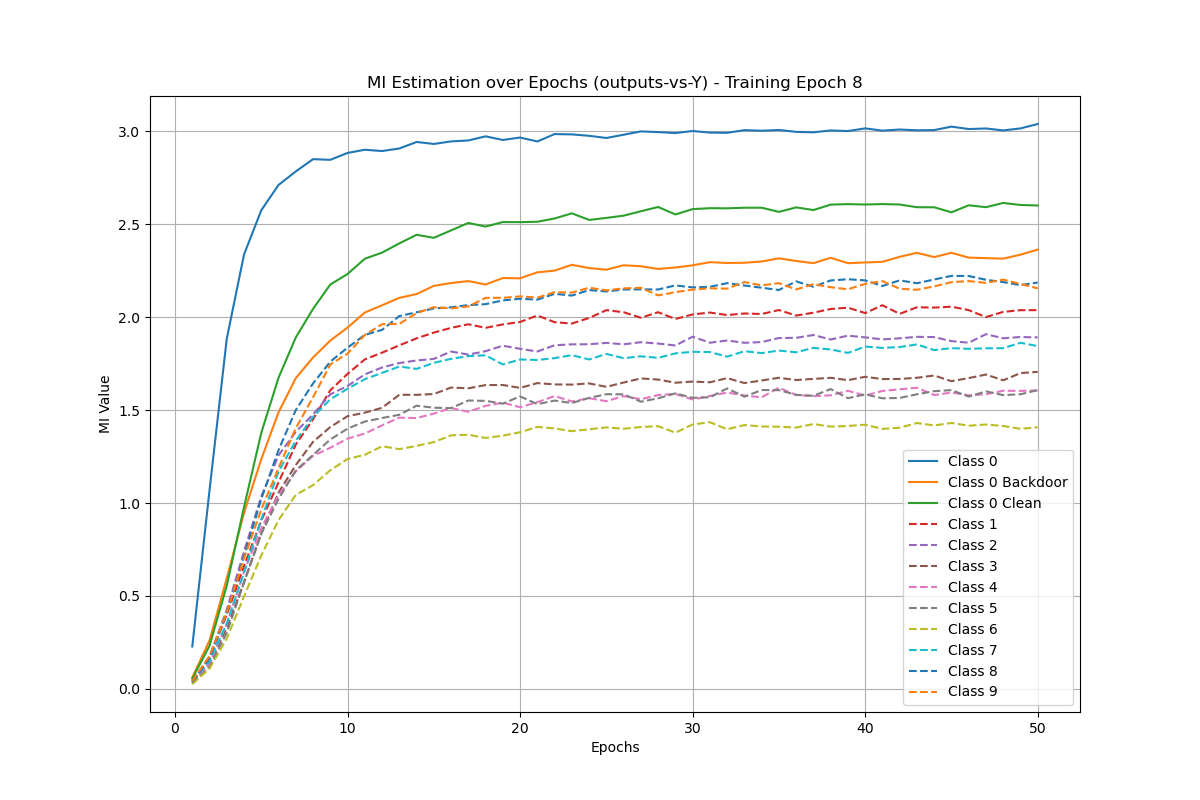 MI Estimation over Epochs (outputs-vs-Y) - Training Epoch 8
MI Value
3.0
2.5
2.0
1.5
1.0
0.5
0.0
0
10
20
30
40
50
Epochs
Class 0
Class 0 Backdoor
Class 0 Clean
Class 1
Class 2
Class 3
Class 4
Class 5
Class 6
Class 7
Class 8
Class 9